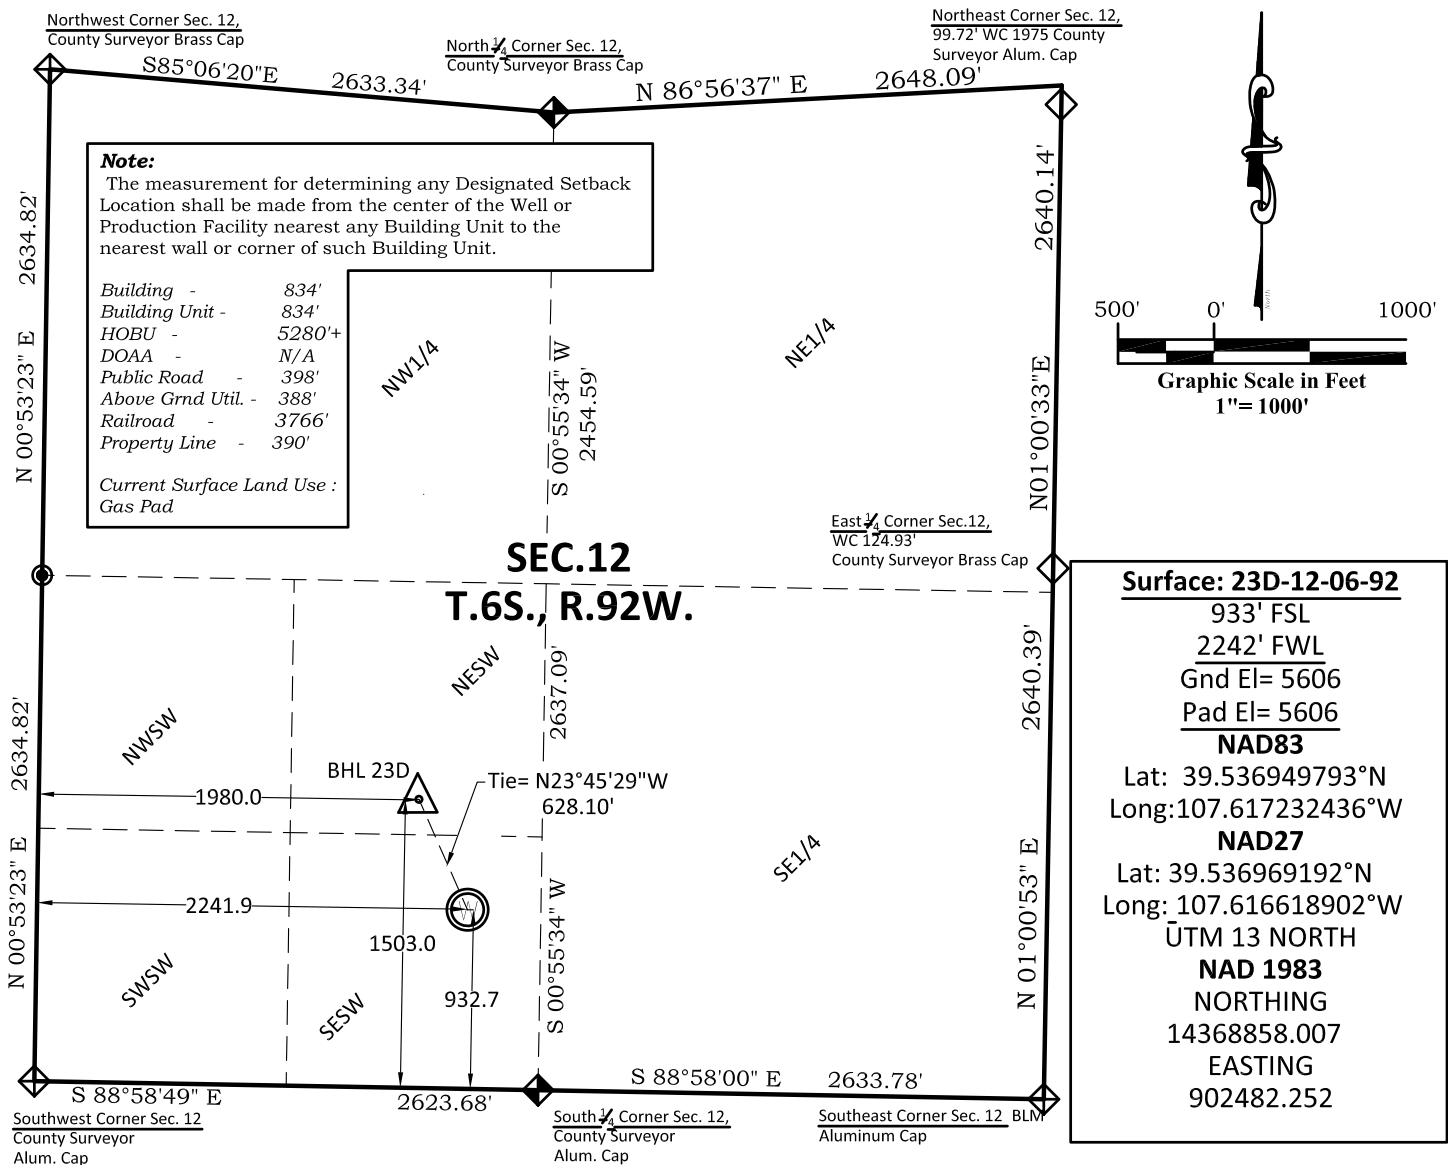 Northwest Corner Sec. 12,
County Surveyor Brass Cap
North 1/4 Corner Sec. 12,
County Surveyor Brass Cap
Northeast Corner Sec. 12,
99.72' WC 1975 County
Surveyor Alum. Cap
S85°06'20"E 2633.34'
N 86°56'37" E 2648.09'
Note:
The measurement for determining any Designated Setback
Location shall be made from the center of the Well or
Production Facility nearest any Building Unit to the
nearest wall or corner of such Building Unit.
Building - 834'
Building Unit - 834'
HOBU - 5280'+
DOAA - N/A
Public Road - 398'
Above Grnd Util. - 388'
Railroad - 3766'
Property Line - 390'
Current Surface Land Use :
Gas Pad
N 00°53'23" E 2634.82'
NW1/4
S 00°55'34" W
2454.59'
NE1/4
N01°00'33"E 2640.14'
North
500' 0' 1000'
Graphic Scale in Feet
1"= 1000'
East 1/4 Corner Sec.12,
WC 124.93'
County Surveyor Brass Cap
SEC.12
T.6S., R.92W.
N 00°53'23" E 2634.82'
NWSW
NESW
S 00°55'34" W 2637.09'
N 01°00'53" E 2640.39'
BHL 23D
1980.0
Tie= N23°45'29"W
628.10'
SE1/4
2241.9
1503.0
932.7
SWSW
SESW
S 88°58'49" E 2623.68'
S 88°58'00" E 2633.78'
Southwest Corner Sec. 12
County Surveyor
Alum. Cap
South 1/4 Corner Sec. 12,
County Surveyor
Alum. Cap
Southeast Corner Sec. 12 BLM
Aluminum Cap
Surface: 23D-12-06-92
933' FSL
2242' FWL
Gnd El= 5606
Pad El= 5606
NAD83
Lat: 39.536949793°N
Long:107.617232436°W
NAD27
Lat: 39.536969192°N
Long: 107.616618902°W
UTM 13 NORTH
NAD 1983
NORTHING
14368858.007
EASTING
902482.252